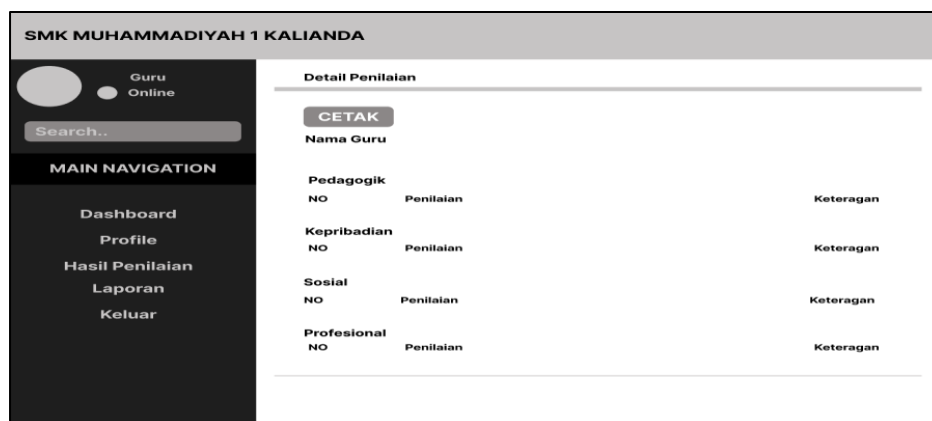 SMK MUHAMMADIYAH 1 KALIANDA
Guru
Online
Search..
MAIN NAVIGATION
Dashboard
Profile
Hasil Penilaian
Laporan
Keluar
Detail Penilaian
CETAK
Nama Guru
Pedagogik
NO Penilaian Keteragan
Kepribadian
NO Penilaian Keteragan
Sosial
NO Penilaian Keteragan
Profesional
NO Penilaian Keteragan